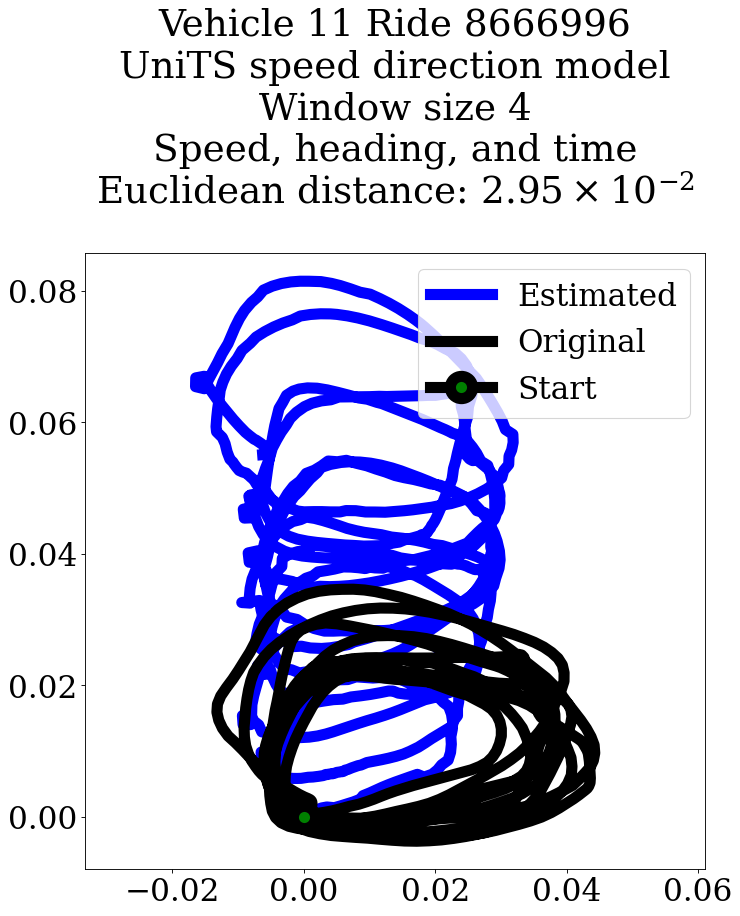 Vehicle 11 Ride 8666996
UniTS speed direction model
Window size 4
Speed, heading, and time
Euclidean distance: 2.95 × 10⁻²
Estimated
Original
Start
0.08
0.06
0.04
0.02
0.00
−0.02 0.00 0.02 0.04 0.06